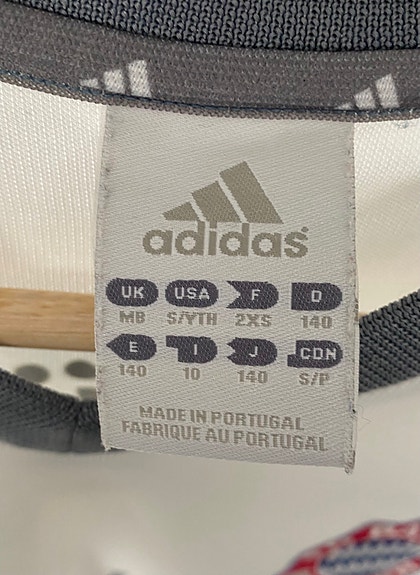 adidas
UK USA F D
MB S/YTH 2XS 140
E I J CDN
140 10 140 S/P
MADE IN PORTUGAL
FABRIQUE AU PORTUGAL